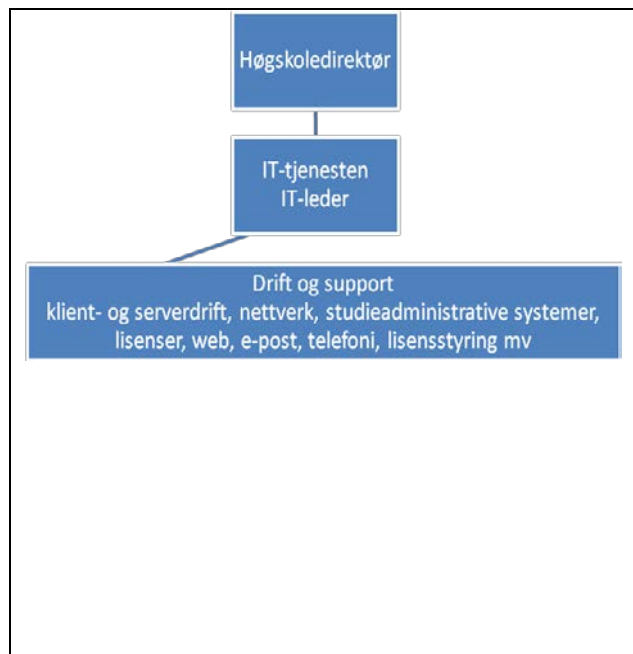 Høgskoledirektør
IT-tjenesten
IT-leder
Drift og support
klient- og serverdrift, nettverk, studieadministrative systemer,
lisenser, web, e-post, telefoni, lisensstyring mv